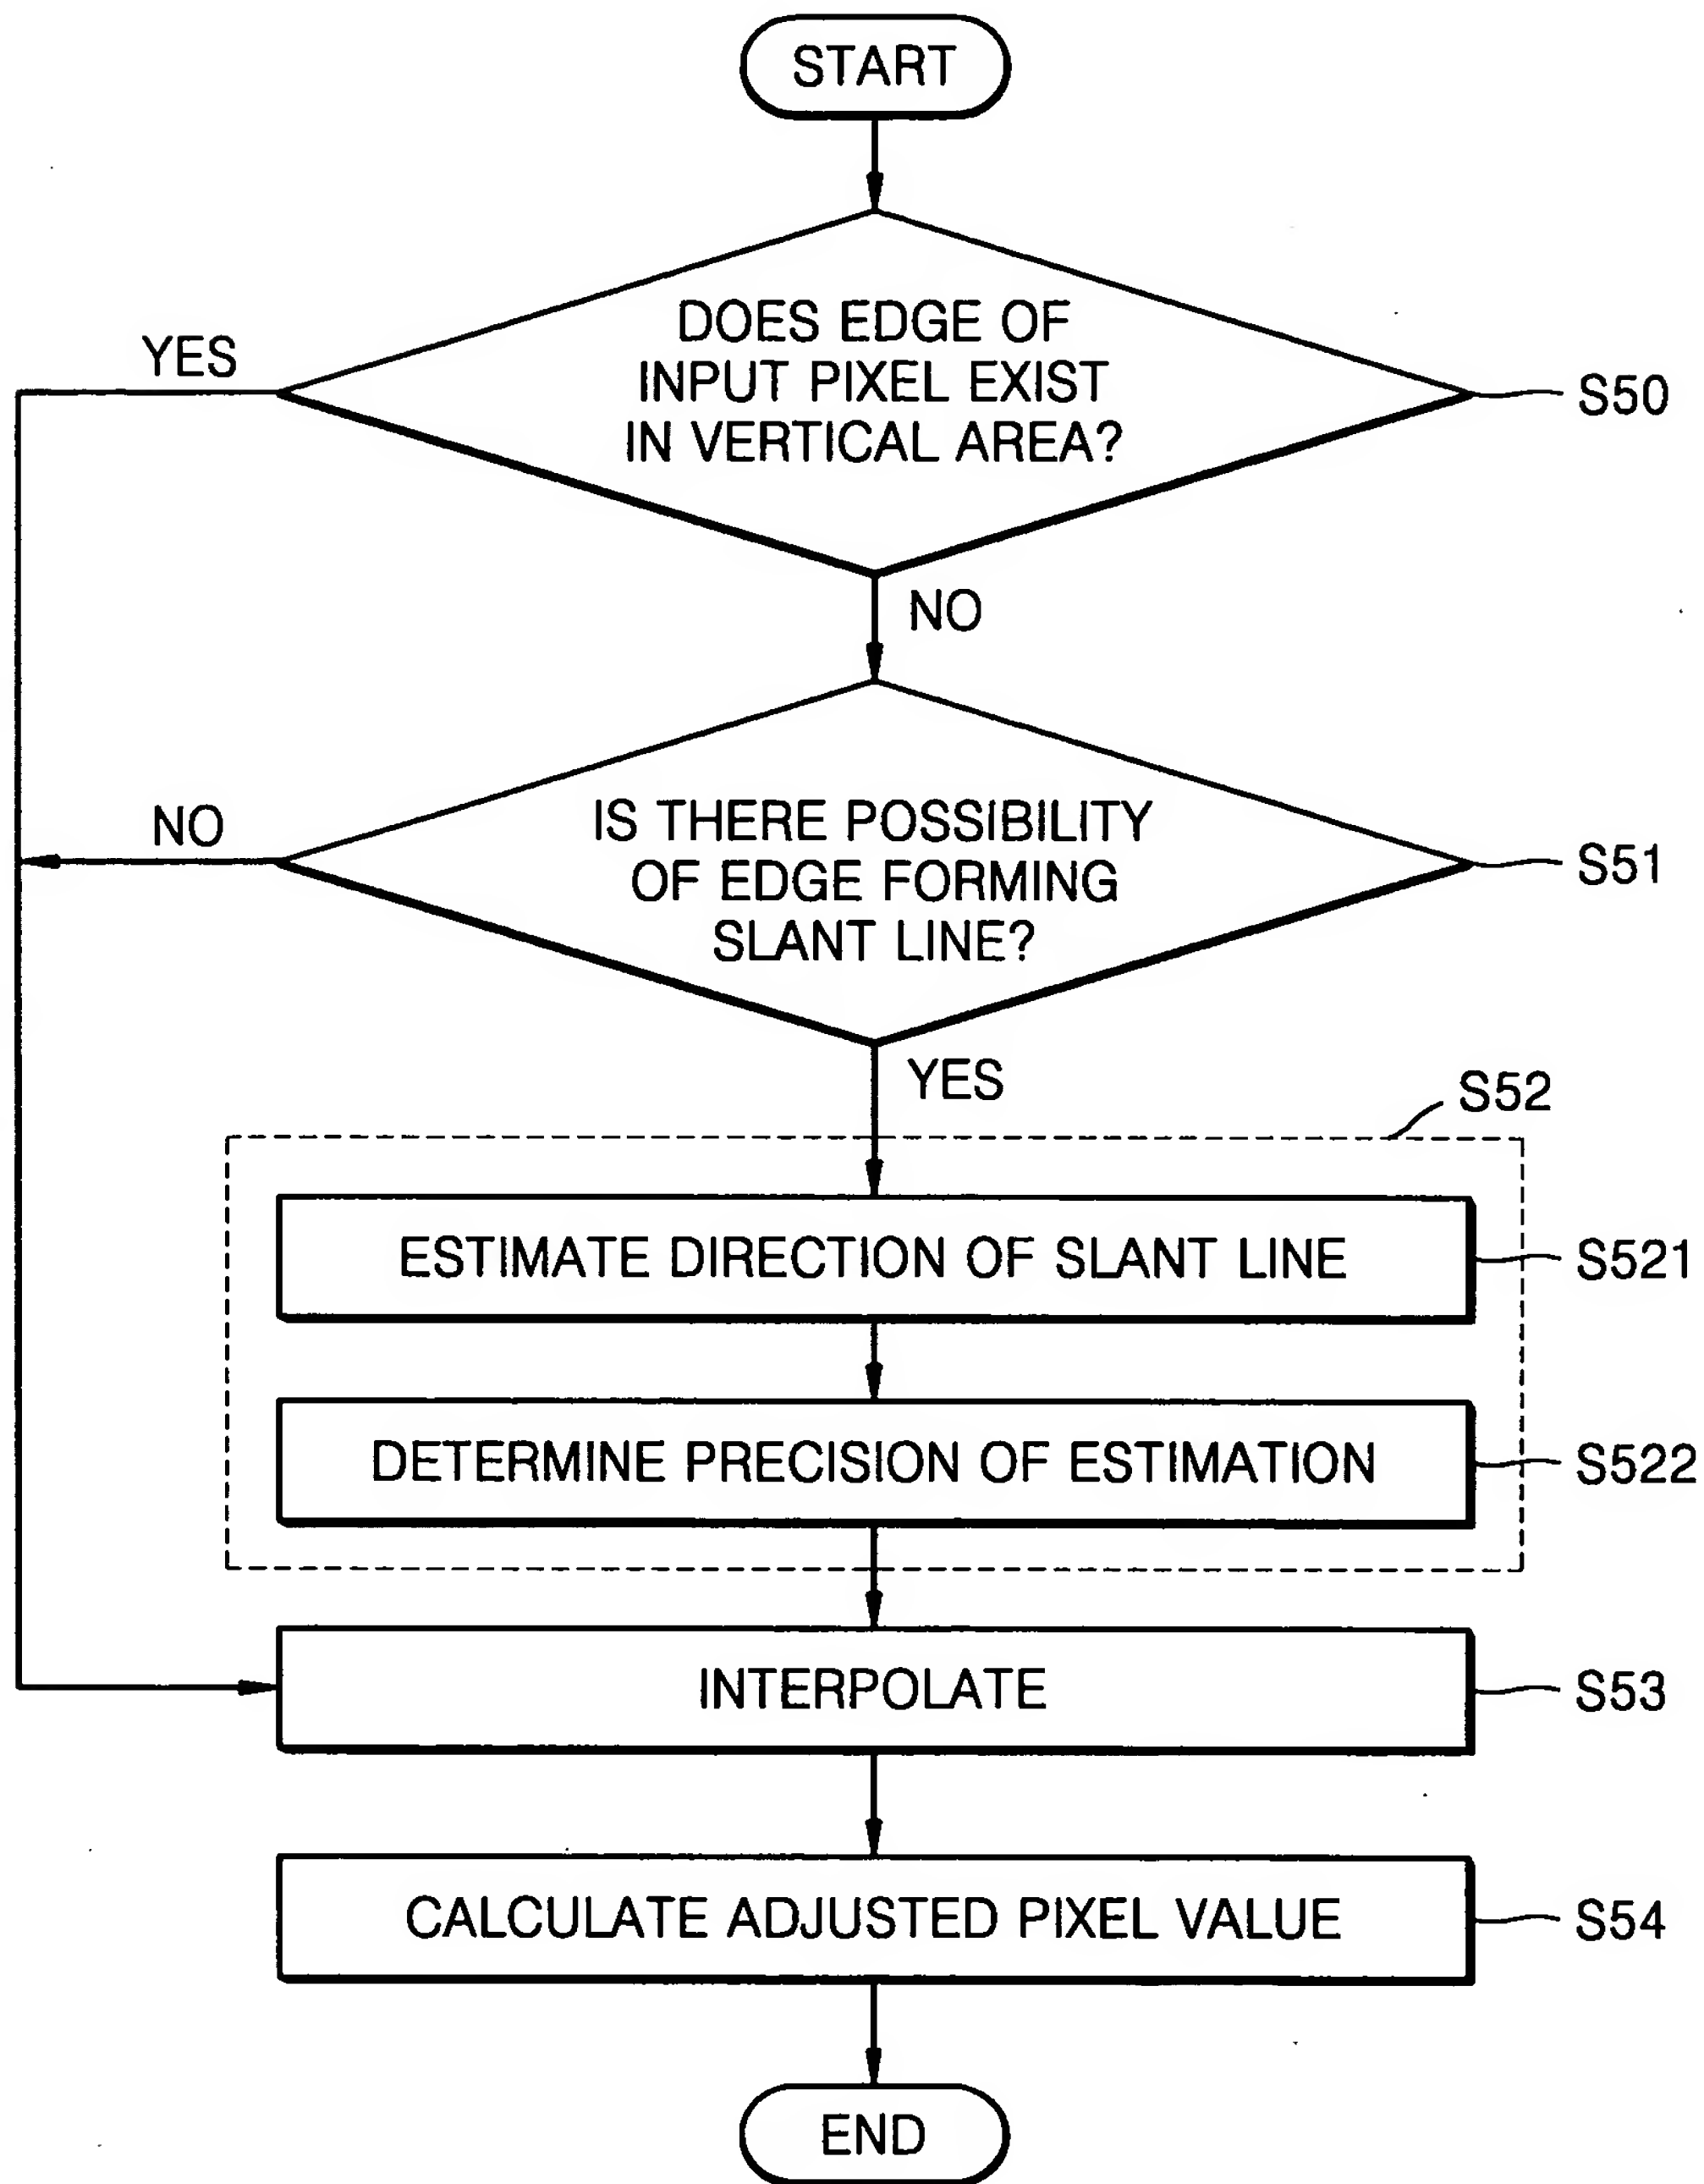 START
DOES EDGE OF
INPUT PIXEL EXIST
IN VERTICAL AREA?
YES
S50
NO
IS THERE POSSIBILITY
OF EDGE FORMING
SLANT LINE?
NO
S51
YES
S52
ESTIMATE DIRECTION OF SLANT LINE
S521
DETERMINE PRECISION OF ESTIMATION
S522
INTERPOLATE
S53
CALCULATE ADJUSTED PIXEL VALUE
S54
END